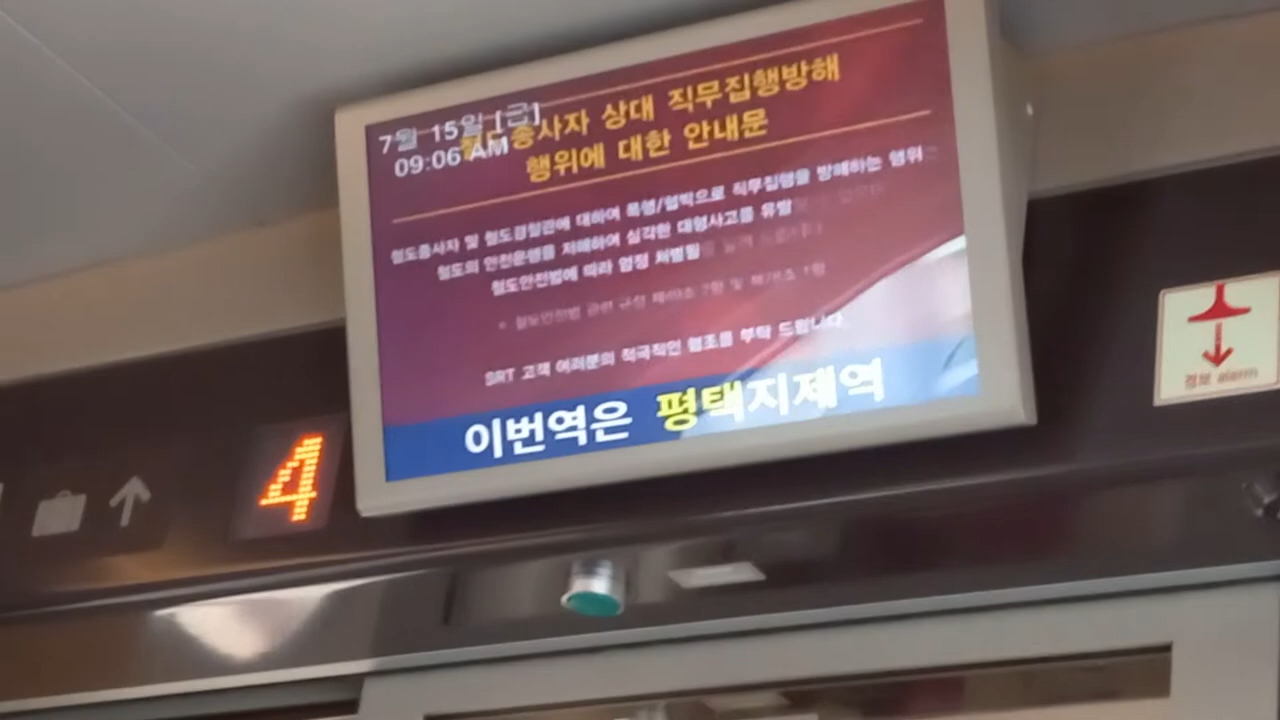 7월 15일 [금]
09:06 AM
철도종사자 상대 직무집행방해
행위에 대한 안내문
철도종사자 및 철도경찰관에 대하여 폭행/협박으로 직무집행을 방해하는 행위는
철도의 안전운행을 저해하여 심각한 대형사고를 유발
철도안전법에 따라 엄정 처벌됨
SRT 고객 여러분의 적극적인 협조를 부탁 드립니다.
이번역은 평택지제역
4
경보 alarm